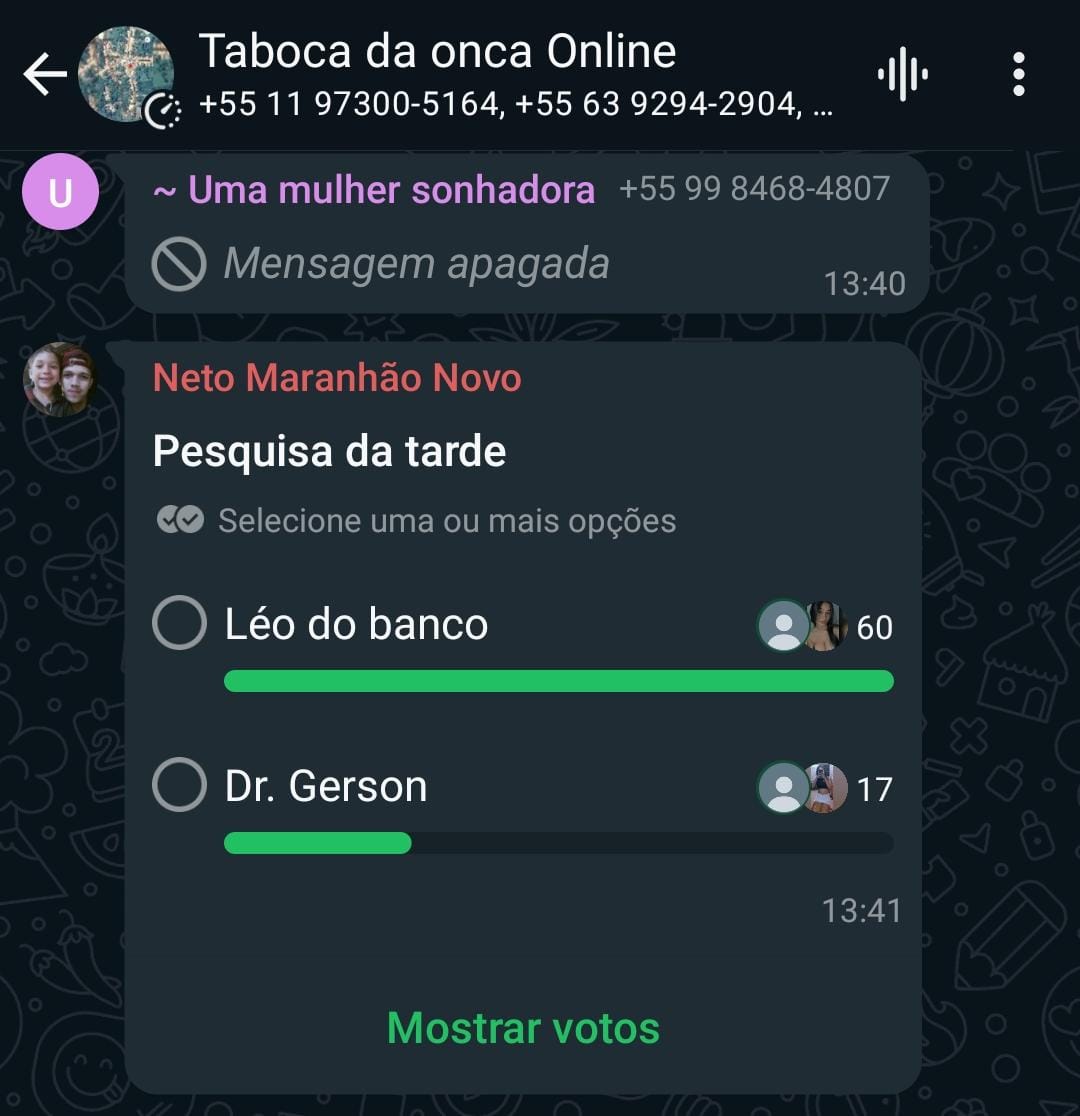 Taboca da onca Online
+55 11 97300-5164, +55 63 9294-2904, ...
U
~ Uma mulher sonhadora +55 99 8468-4807
Mensagem apagada
13:40
Neto Maranhão Novo
Pesquisa da tarde
Selecione uma ou mais opções
Léo do banco 60
Dr. Gerson 17
13:41
Mostrar votos